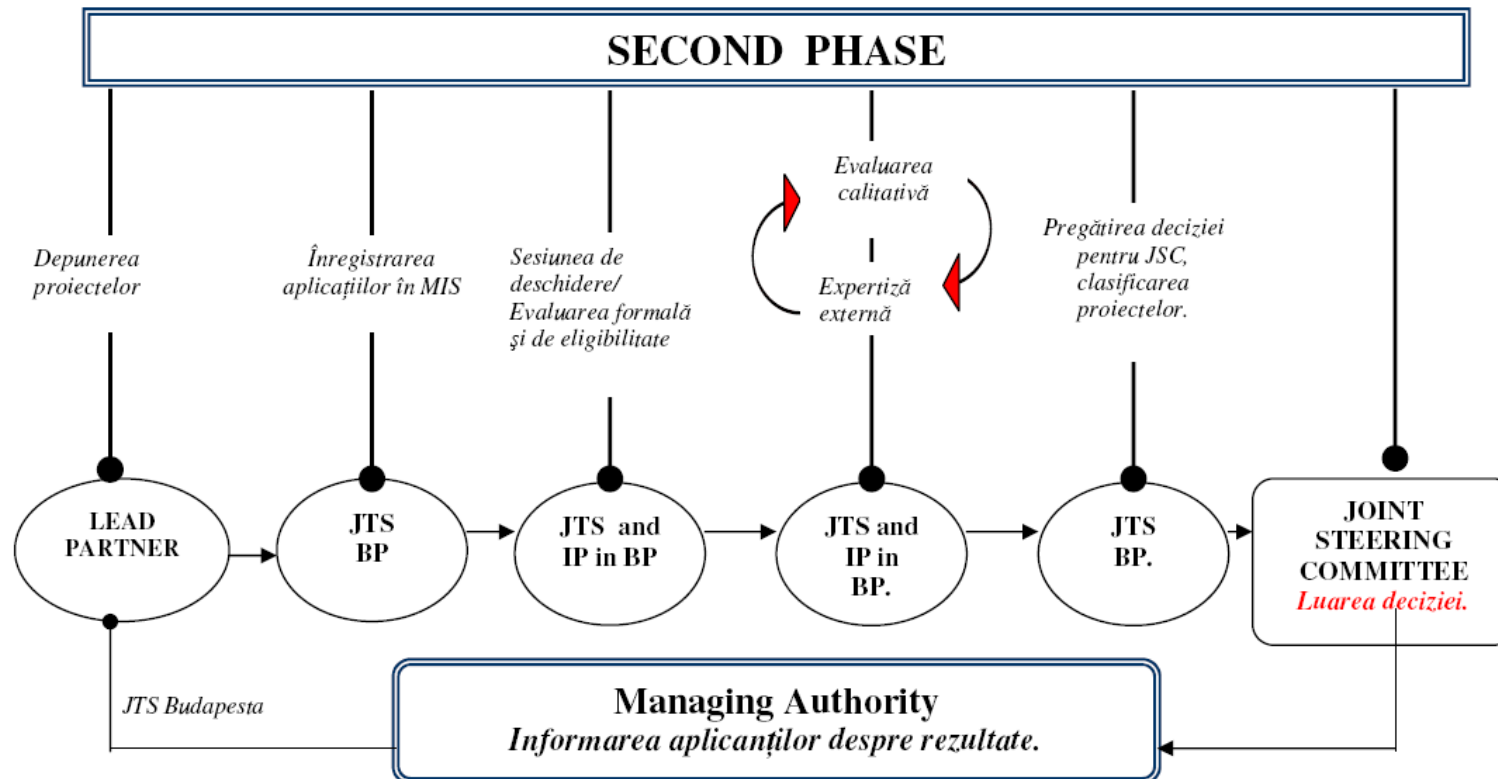 SECOND PHASE
Depunerea
proiectelor
Înregistrarea
aplicațiilor în MIS
Sesiunea de
deschidere/
Evaluarea formală
și de eligibilitate
Evaluarea
calitativă
Expertiză
externă
Pregătirea deciziei
pentru JSC,
clasificarea
proiectelor.
LEAD
PARTNER
JTS
BP
JTS and
IP in BP
JTS and
IP in
BP.
JTS
BP.
JOINT
STEERING
COMMITTEE
Luarea deciziei.
JTS Budapesta
Managing Authority
Informarea aplicanților despre rezultate.